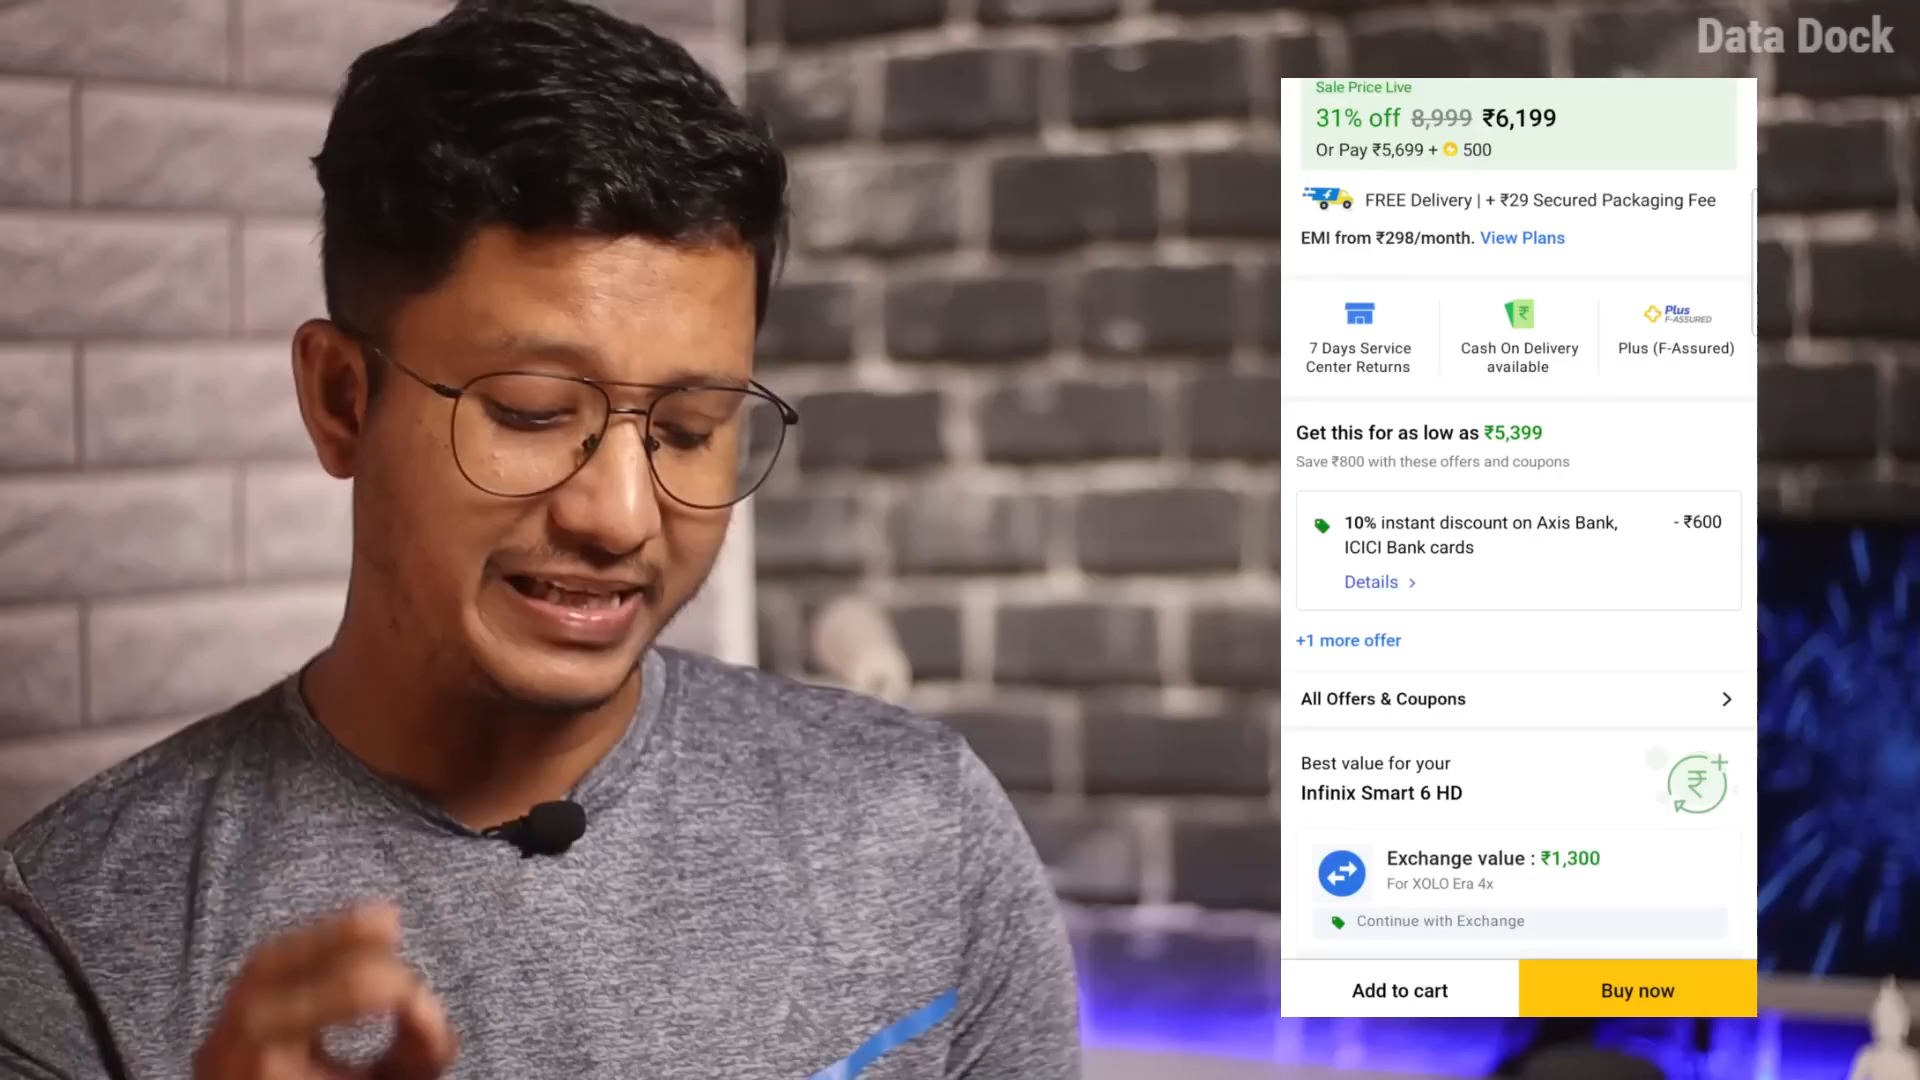 Data Dock
Sale Price Live
31% off 8,999 ₹6,199
Or Pay ₹5,699 + 500
FREE Delivery | + ₹29 Secured Packaging Fee
EMI from ₹298/month. View Plans
Plus
F-ASSURED
7 Days Service
Center Returns
Cash On Delivery
available
Plus (F-Assured)
Get this for as low as ₹5,399
Save ₹800 with these offers and coupons
10% instant discount on Axis Bank, - ₹600
ICICI Bank cards
Details >
+1 more offer
All Offers & Coupons
Best value for your
Infinix Smart 6 HD
Exchange value : ₹1,300
For XOLO Era 4x
Continue with Exchange
Add to cart
Buy now